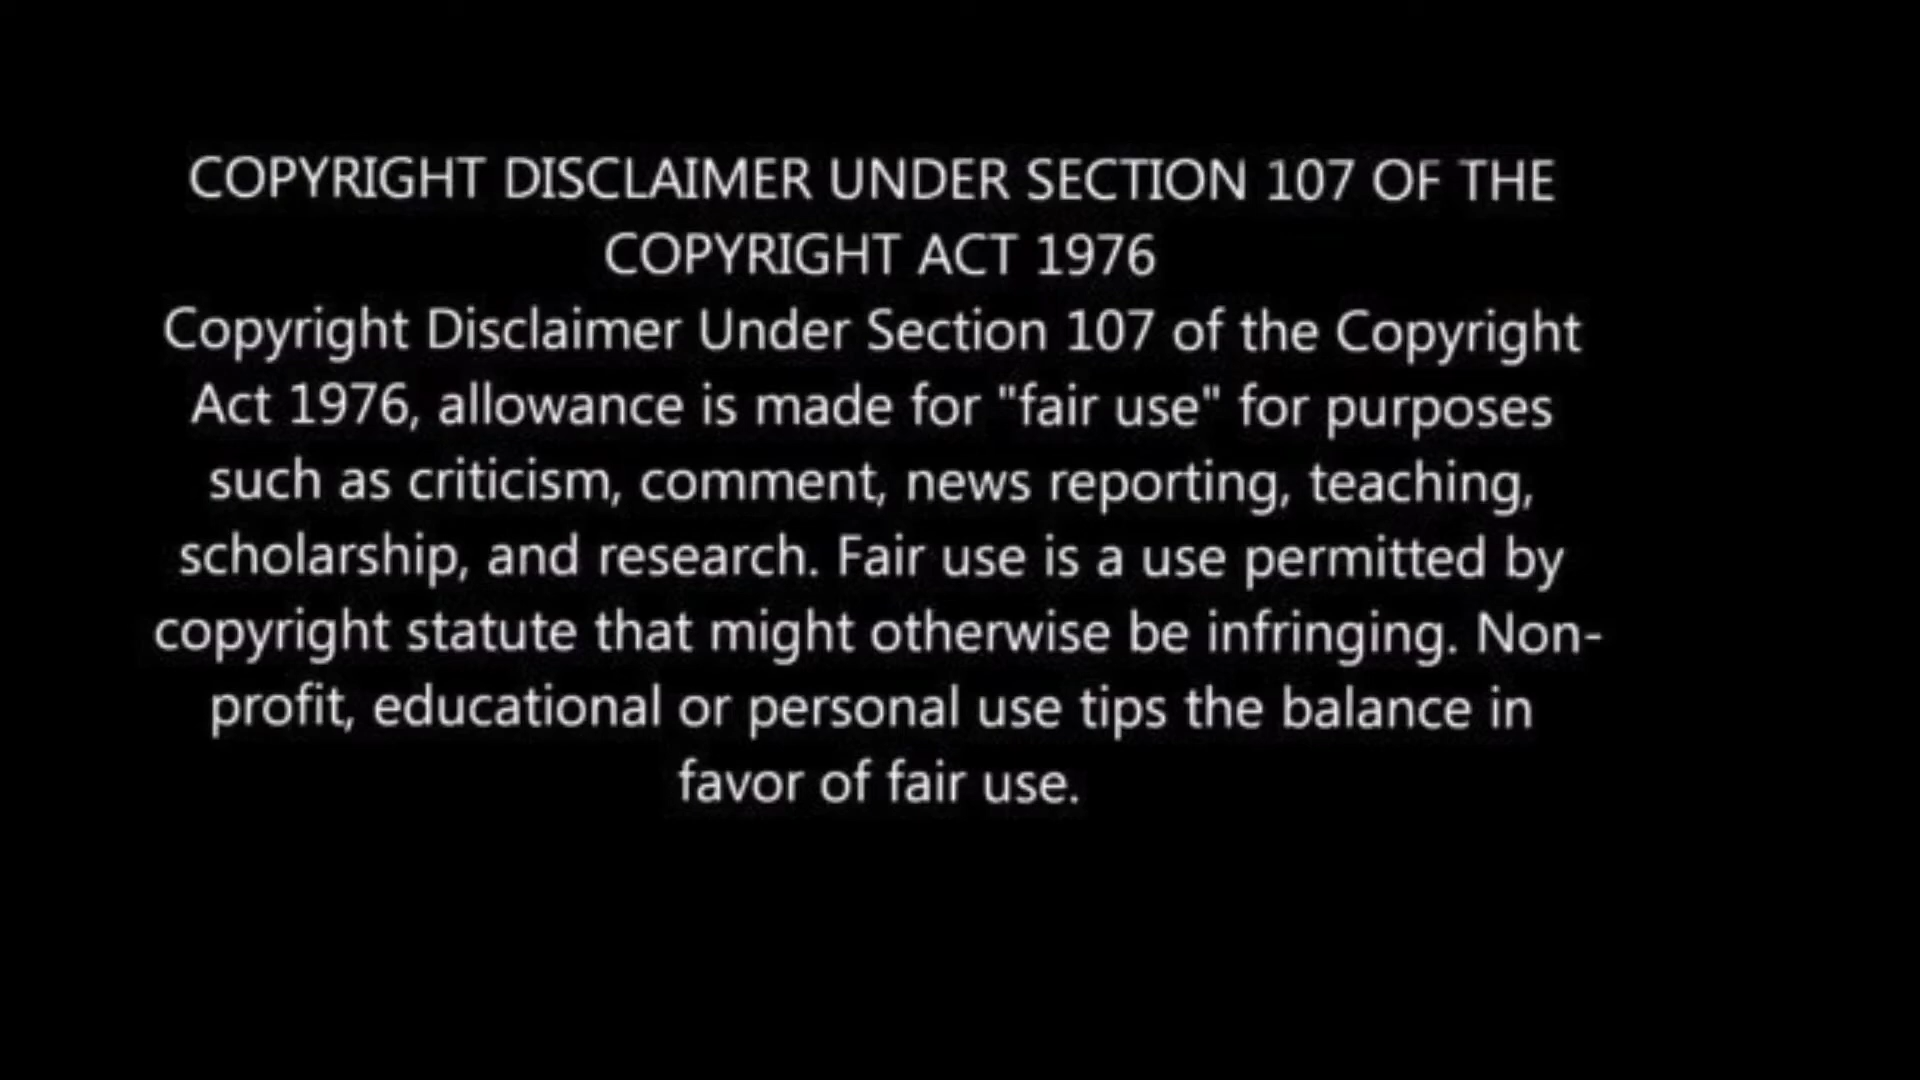 COPYRIGHT DISCLAIMER UNDER SECTION 107 OF THE
COPYRIGHT ACT 1976
Copyright Disclaimer Under Section 107 of the Copyright
Act 1976, allowance is made for "fair use" for purposes
such as criticism, comment, news reporting, teaching,
scholarship, and research. Fair use is a use permitted by
copyright statute that might otherwise be infringing. Non-
profit, educational or personal use tips the balance in
favor of fair use.